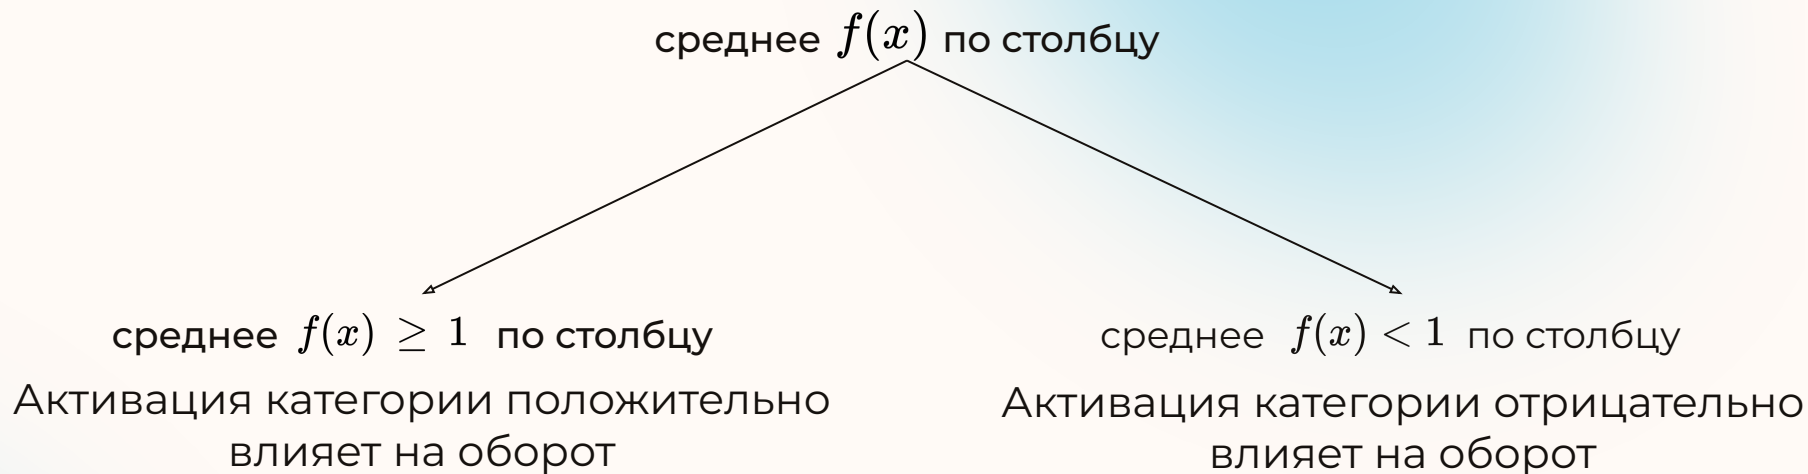 среднее f(x) по столбцу
среднее f(x) ≥ 1 по столбцу
Активация категории положительно
влияет на оборот
среднее f(x) < 1 по столбцу
Активация категории отрицательно
влияет на оборот